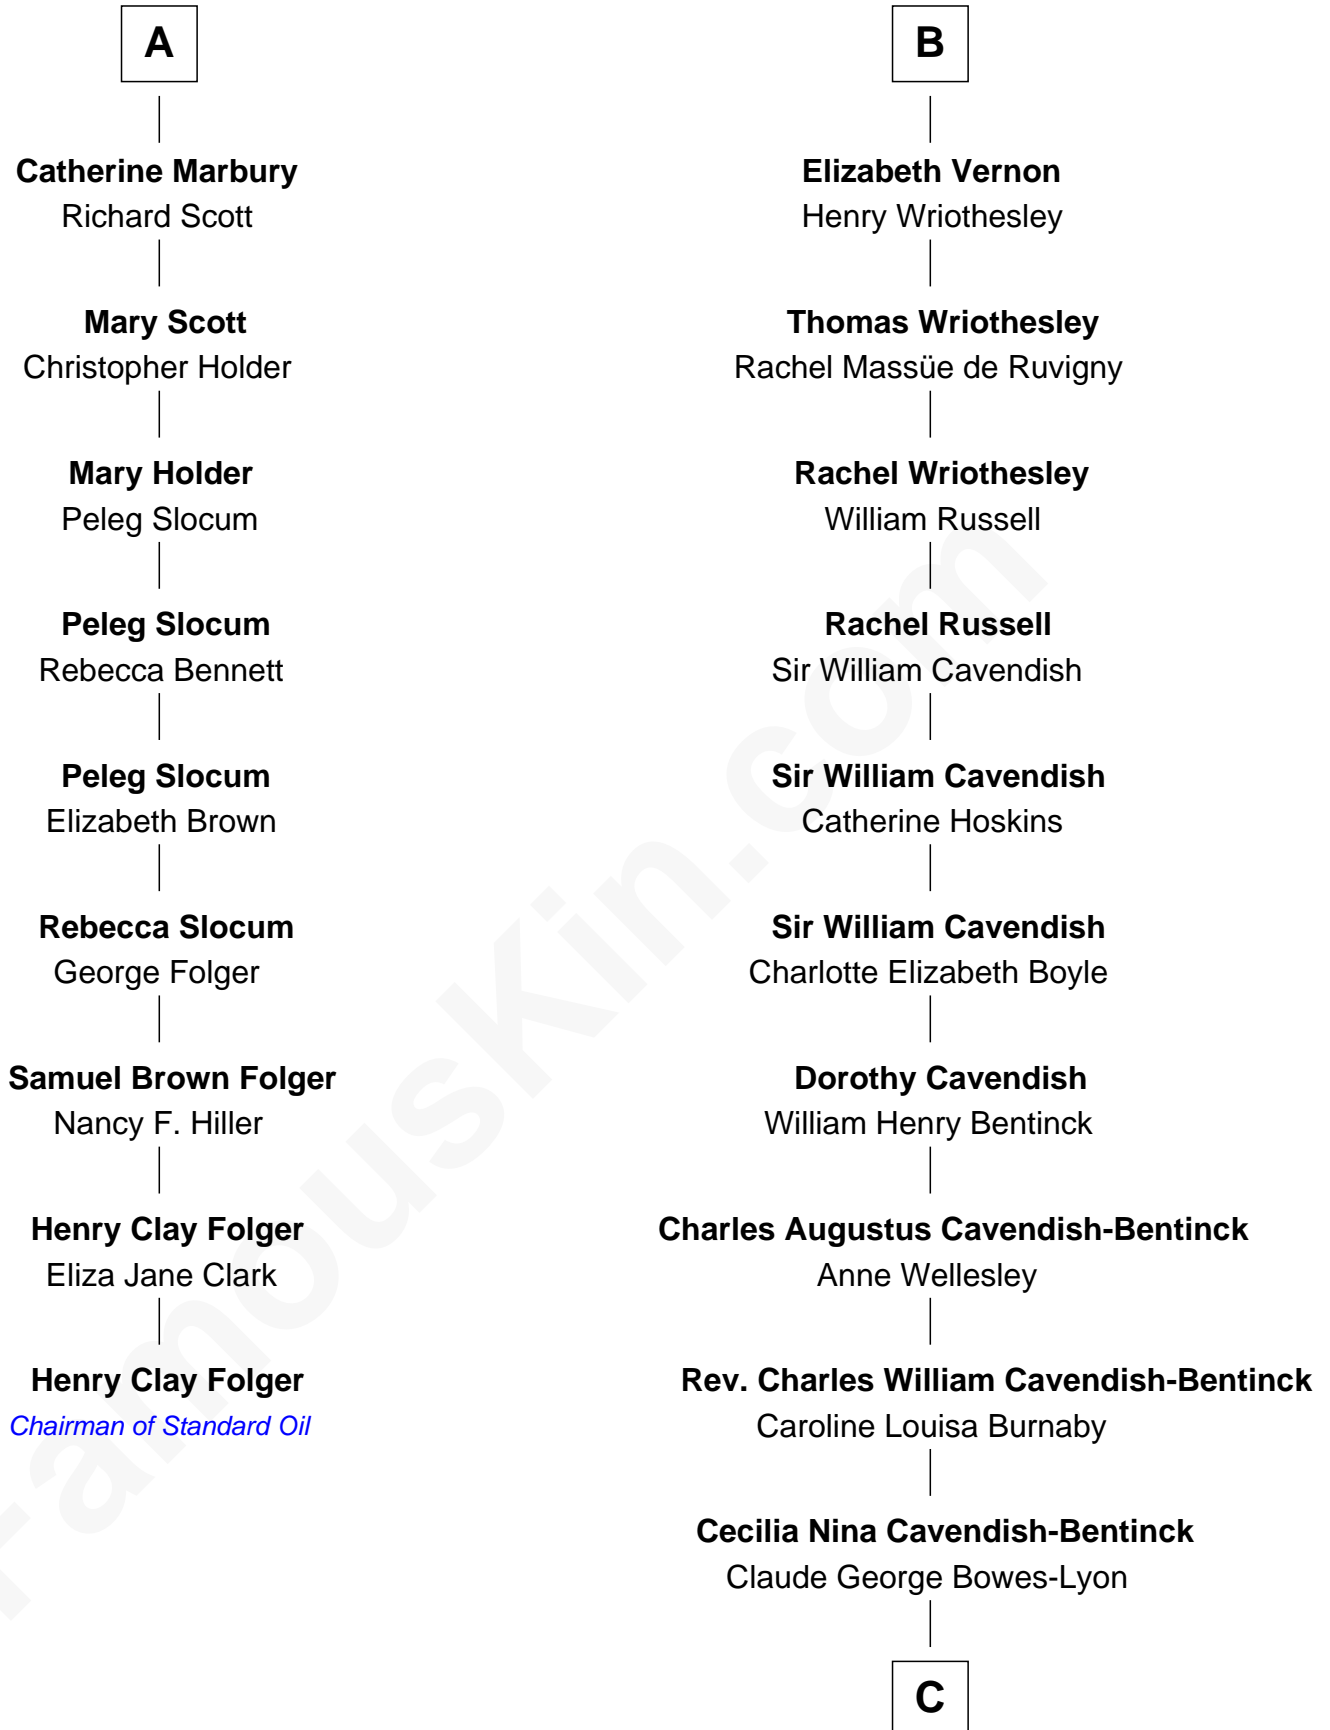 A
Catherine Marbury
Richard Scott
Mary Scott
Christopher Holder
Mary Holder
Peleg Slocum
Peleg Slocum
Rebecca Bennett
Peleg Slocum
Elizabeth Brown
Rebecca Slocum
George Folger
Samuel Brown Folger
Nancy F. Hiller
Henry Clay Folger
Eliza Jane Clark
Henry Clay Folger
Chairman of Standard Oil
B
Elizabeth Vernon
Henry Wriothesley
Thomas Wriothesley
Rachel Massüe de Ruvigny
Rachel Wriothesley
William Russell
Rachel Russell
Sir William Cavendish
Sir William Cavendish
Catherine Hoskins
Sir William Cavendish
Charlotte Elizabeth Boyle
Dorothy Cavendish
William Henry Bentinck
Charles Augustus Cavendish-Bentinck
Anne Wellesley
Rev. Charles William Cavendish-Bentinck
Caroline Louisa Burnaby
Cecilia Nina Cavendish-Bentinck
Claude George Bowes-Lyon
C
FamousKin.com